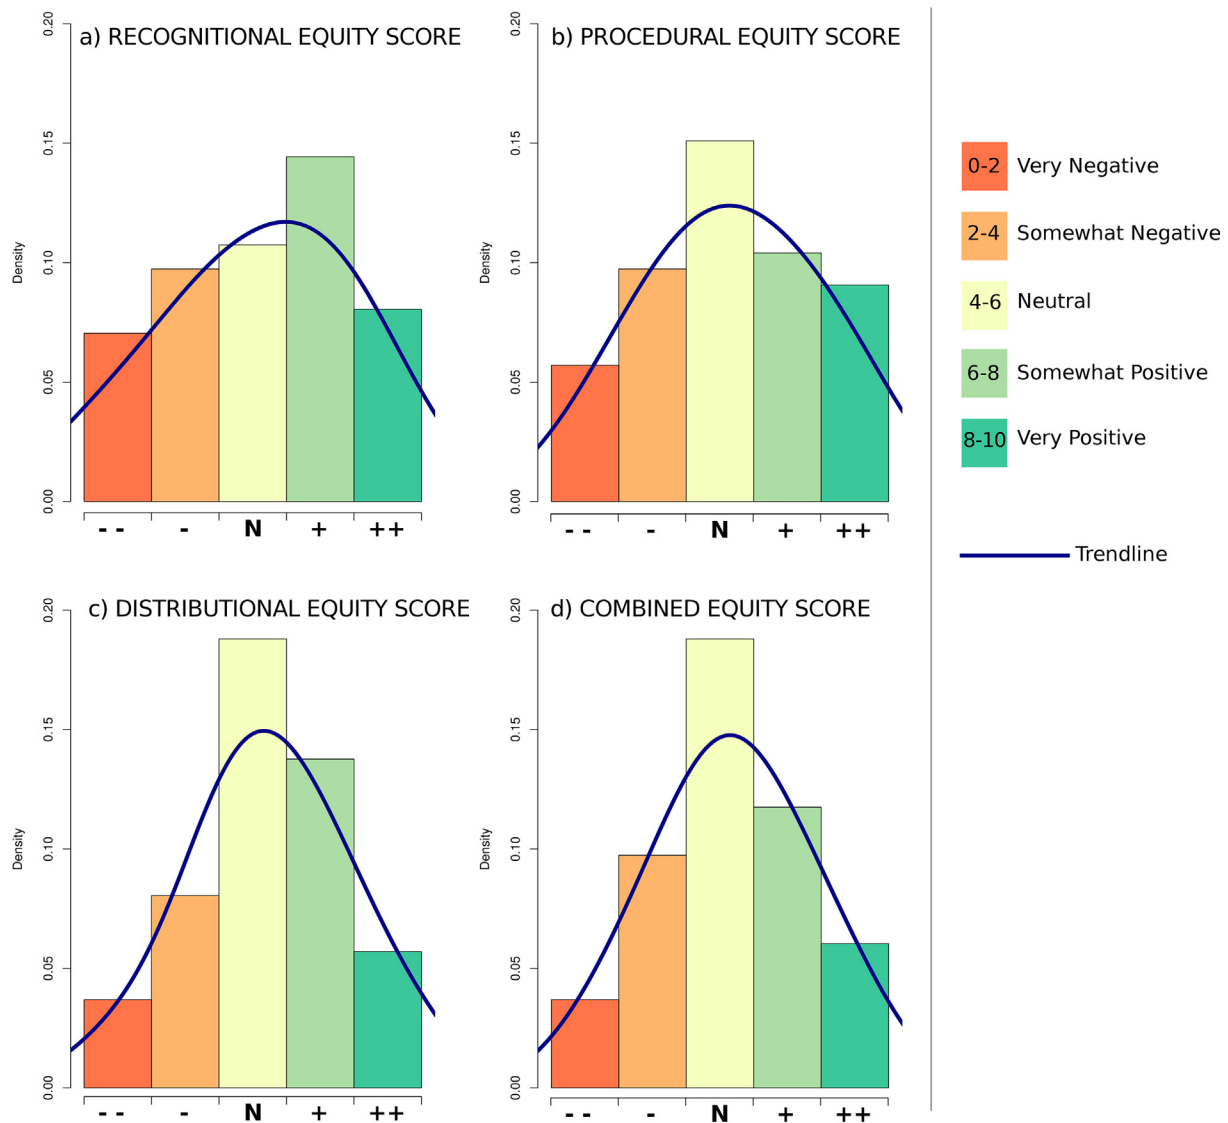 a) RECOGNITIONAL EQUITY SCORE
0.20
0.15
0.10
0.05
0.00
Density
- -
-
N
+
++
b) PROCEDURAL EQUITY SCORE
0.20
0.15
0.10
0.05
0.00
Density
- -
-
N
+
++
c) DISTRIBUTIONAL EQUITY SCORE
0.20
0.15
0.10
0.05
0.00
Density
- -
-
N
+
++
d) COMBINED EQUITY SCORE
0.20
0.15
0.10
0.05
0.00
Density
- -
-
N
+
++
0-2 Very Negative
2-4 Somewhat Negative
4-6 Neutral
6-8 Somewhat Positive
8-10 Very Positive
Trendline